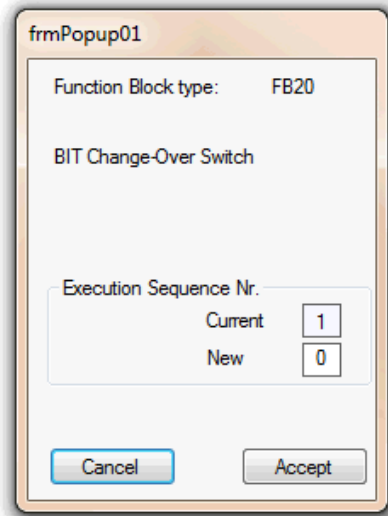 frmPopup01
Function Block type: FB20
BIT Change-Over Switch
Execution Sequence Nr.
Current 1
New 0
Cancel Accept